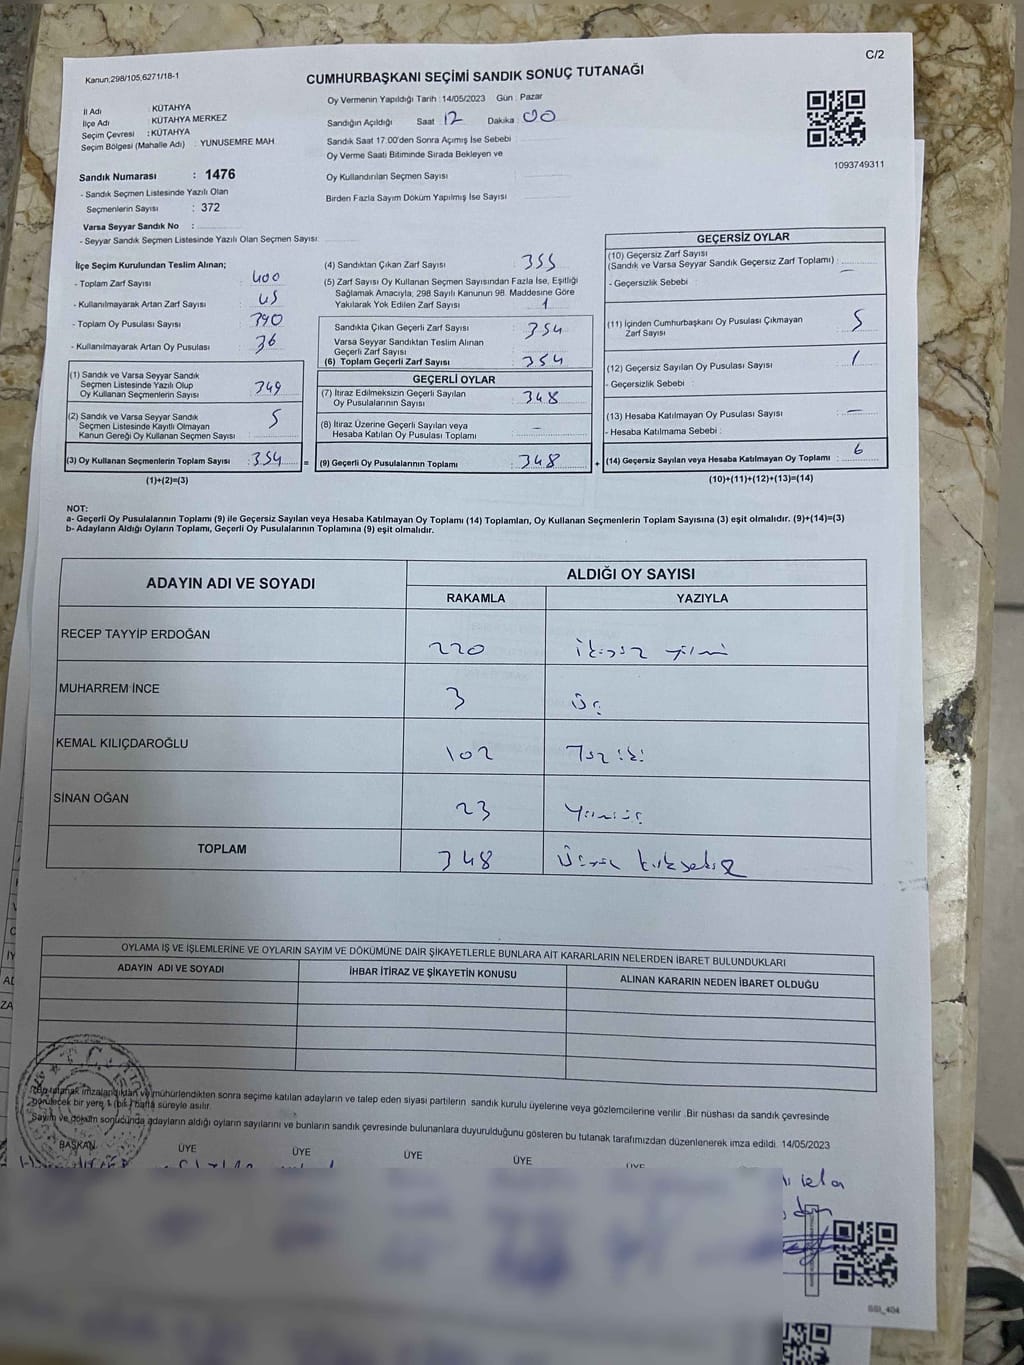 C/2
Kanun:298/105,6271/18-1
CUMHURBAŞKANI SEÇİMİ SANDIK SONUÇ TUTANAĞI
İl Adı : KÜTAHYA
İlçe Adı : KÜTAHYA MERKEZ
Seçim Çevresi : KÜTAHYA
Seçim Bölgesi (Mahalle Adı) : YUNUSEMRE MAH
Oy Vermenin Yapıldığı Tarih :14/05/2023 Gün : Pazar
Sandığın Açıldığı Saat 12 Dakika 00
Sandık Saat 17:00'den Sonra Açımış İse Sebebi
Oy Verme Saati Bitiminde Sırada Bekleyen ve
Oy Kullandırılan Seçmen Sayısı
Birden Fazla Sayım Döküm Yapılmış İse Sayısı
1093749311
Sandık Numarası : 1476
- Sandık Seçmen Listesinde Yazılı Olan
Seçmenlerin Sayısı : 372
Varsa Seyyar Sandık No :
- Seyyar Sandık Seçmen Listesinde Yazılı Olan Seçmen Sayısı:
İlçe Seçim Kurulundan Teslim Alınan;
- Toplam Zarf Sayısı : 400
- Kullanılmayarak Artan Zarf Sayısı : 45
- Toplam Oy Pusulası Sayısı : 390
- Kullanılmayarak Artan Oy Pusulası : 36
(1) Sandık ve Varsa Seyyar Sandık
Seçmen Listesinde Yazılı Olup
Oy Kullanan Seçmenlerin Sayısı : 349
(2) Sandık ve Varsa Seyyar Sandık
Seçmen Listesinde Kayıtlı Olmayan
Kanun Gereği Oy Kullanan Seçmen Sayısı : 5
(3) Oy Kullanan Seçmenlerin Toplam Sayısı : 354
(1)+(2)=(3)
(4) Sandıktan Çıkan Zarf Sayısı : 355
(5) Zarf Sayısı Oy Kullanan Seçmen Sayısından Fazla İse, Eşitliği
Sağlamak Amacıyla, 298 Sayılı Kanunun 98. Maddesine Göre
Yakılarak Yok Edilen Zarf Sayısı : 1
Sandıkta Çıkan Geçerli Zarf Sayısı : 354
Varsa Seyyar Sandıktan Teslim Alınan
Geçerli Zarf Sayısı
(6) Toplam Geçerli Zarf Sayısı : 354
GEÇERLİ OYLAR
(7) İtiraz Edilmeksizin Geçerli Sayılan
Oy Pusulalarının Sayısı : 348
(8) İtiraz Üzerine Geçerli Sayılan veya
Hesaba Katılan Oy Pusulası Toplamı : -
= (9) Geçerli Oy Pusulalarının Toplamı : 348
GEÇERSİZ OYLAR
(10) Geçersiz Zarf Sayısı
(Sandık ve Varsa Seyyar Sandık Geçersiz Zarf Toplamı) : -
- Geçersizlik Sebebi :
(11) İçinden Cumhurbaşkanı Oy Pusulası Çıkmayan
Zarf Sayısı : 5
(12) Geçersiz Sayılan Oy Pusulası Sayısı : 1
- Geçersizlik Sebebi :
(13) Hesaba Katılmayan Oy Pusulası Sayısı : -
- Hesaba Katılmama Sebebi :
+ (14) Geçersiz Sayılan veya Hesaba Katılmayan Oy Toplamı : 6
(10)+(11)+(12)+(13)=(14)
NOT:
a- Geçerli Oy Pusulalarının Toplamı (9) ile Geçersiz Sayılan veya Hesaba Katılmayan Oy Toplamı (14) Toplamları, Oy Kullanan Seçmenlerin Toplam Sayısına (3) eşit olmalıdır. (9)+(14)=(3)
b- Adayların Aldığı Oyların Toplamı, Geçerli Oy Pusulalarının Toplamına (9) eşit olmalıdır.
ADAYIN ADI VE SOYADI
ALDIĞI OY SAYISI
RAKAMLA YAZIYLA
RECEP TAYYİP ERDOĞAN 220 ikiyüz yirmi
MUHARREM İNCE 3 üç
KEMAL KILIÇDAROĞLU 102 Yüz iki
SİNAN OĞAN 23 Yirmiüç
TOPLAM 348 Üçyüz kırksekiz
OYLAMA İŞ VE İŞLEMLERİNE VE OYLARIN SAYIM VE DÖKÜMÜNE DAİR ŞİKAYETLERLE BUNLARA AİT KARARLARIN NELERDEN İBARET BULUNDUKLARI
ADAYIN ADI VE SOYADI İHBAR İTİRAZ VE ŞİKAYETİN KONUSU ALINAN KARARIN NEDEN İBARET OLDUĞU
tutanak imzalandıktan ve mühürlendikten sonra seçime katılan adayların ve talep eden siyasi partilerin sandık kurulu üyelerine veya gözlemcilerine verilir. Bir nüshası da sandık çevresinde
görülecek bir yere 1 (bir) hafta süreyle asılır.
Sayım ve döküm sonucunda adayların aldığı oyların sayılarını ve bunların sandık çevresinde bulunanlara duyurulduğunu gösteren bu tutanak tarafımızdan düzenlenerek imza edildi. 14/05/2023
BAŞKAN ÜYE ÜYE ÜYE ÜYE ÜYE